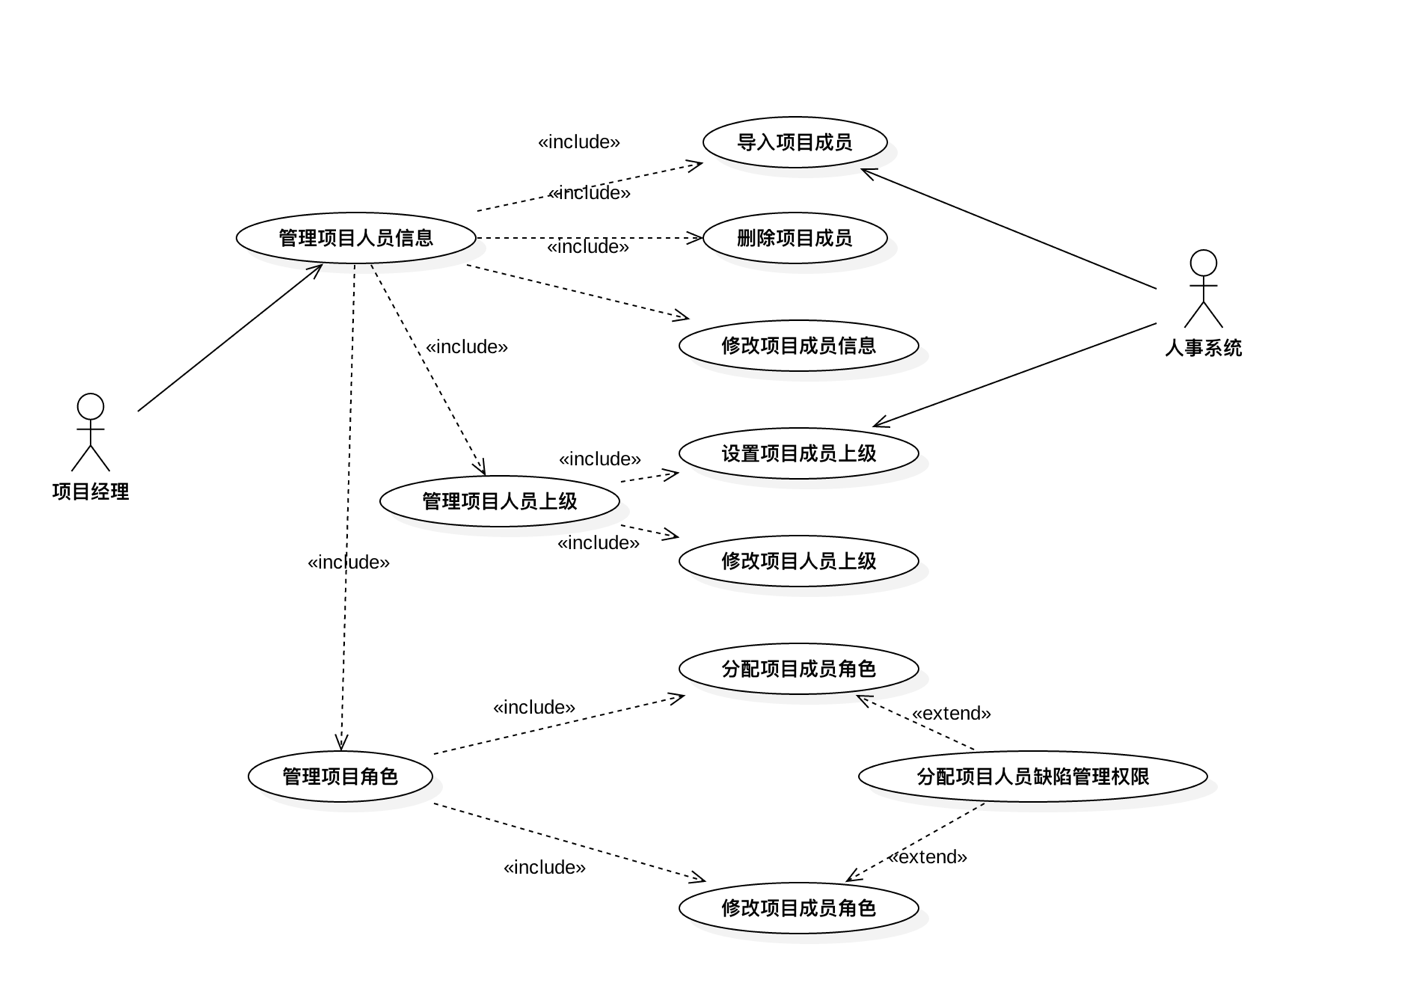 «include»
导入项目成员
«include»
管理项目人员信息
删除项目成员
«include»
修改项目成员信息
«include»
人事系统
项目经理
«include»
设置项目成员上级
管理项目人员上级
«include»
修改项目人员上级
«include»
分配项目成员角色
«include»
«extend»
管理项目角色
分配项目人员缺陷管理权限
«include»
«extend»
修改项目成员角色